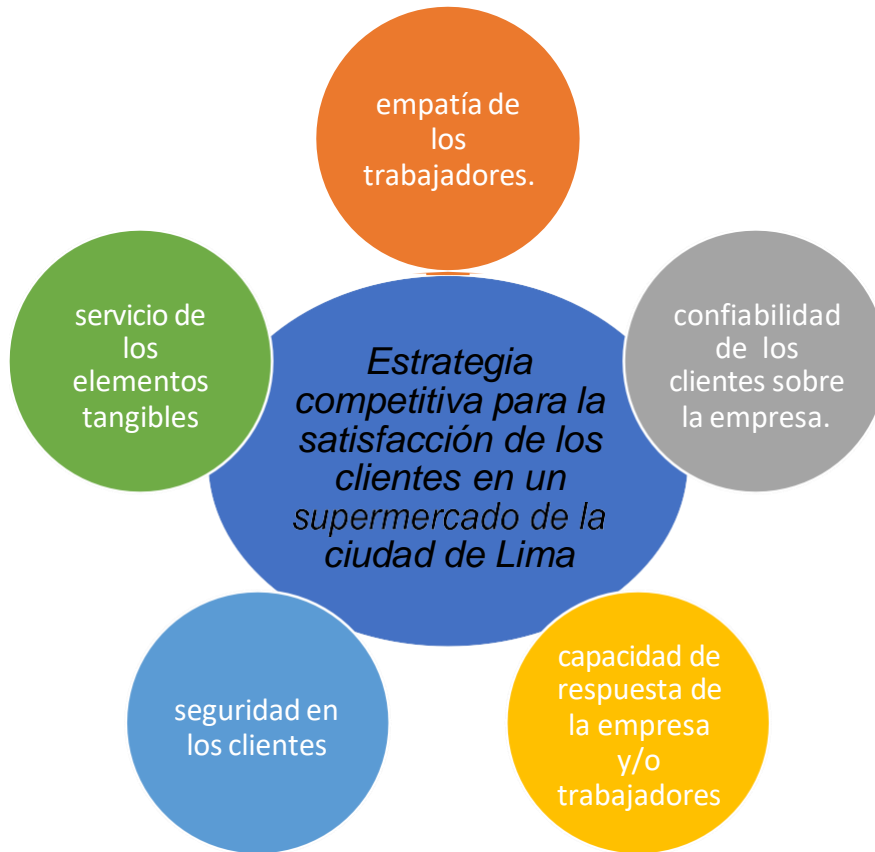 empatía de
los
trabajadores.
servicio de
los
elementos
tangibles
confiabilidad
de los
clientes sobre
la empresa.
Estrategia
competitiva para la
satisfacción de los
clientes en un
supermercado de la
ciudad de Lima
seguridad en
los clientes
capacidad de
respuesta de
la empresa
y/o
trabajadores